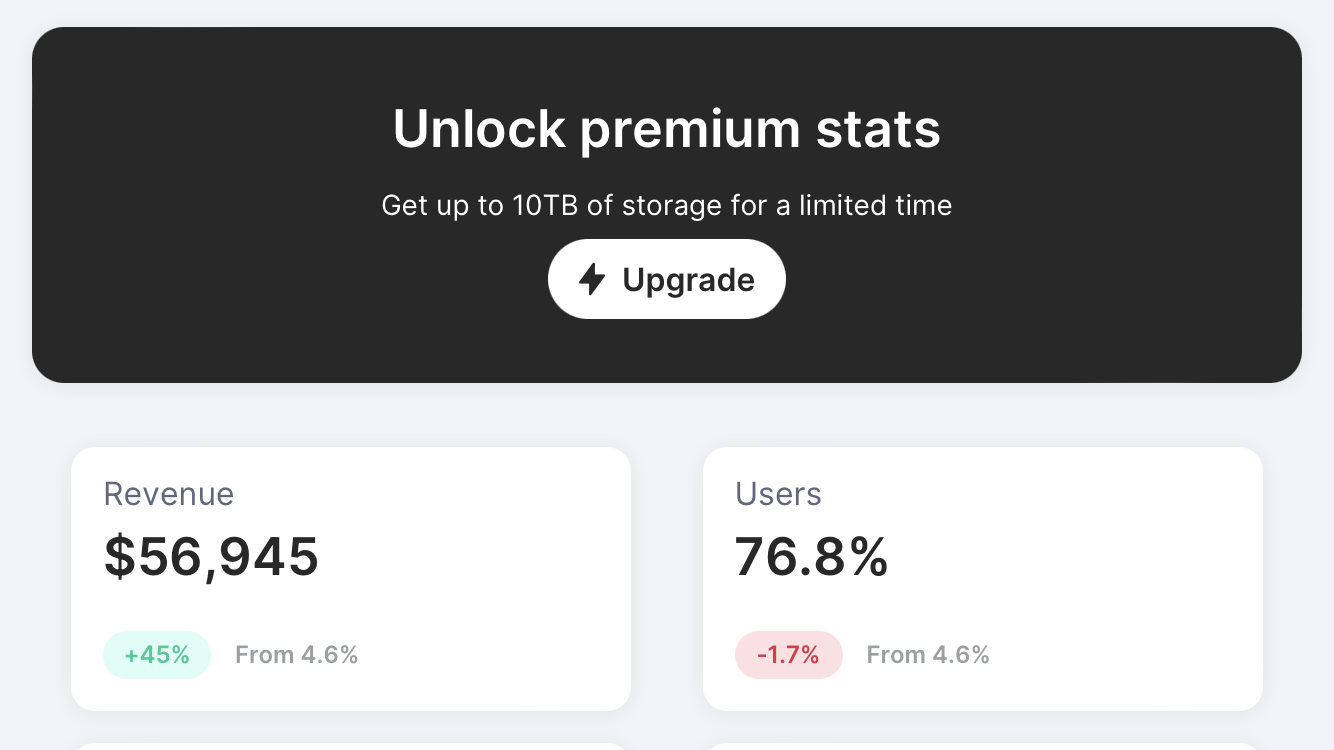 Unlock premium stats
Get up to 10TB of storage for a limited time
Upgrade
Revenue
$56,945
+45% From 4.6%
Users
76.8%
-1.7% From 4.6%